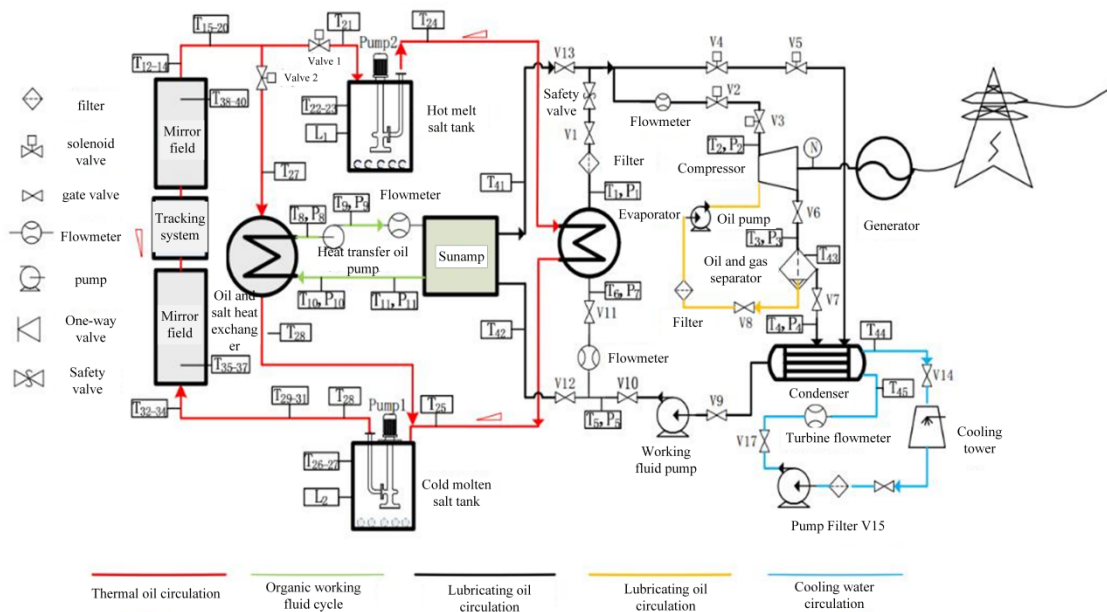 T15-20
T21
Pump2
T24
Valve 1
T12-14
Valve 2
V13
V4
V5
filter
solenoid
valve
gate valve
Flowmeter
pump
One-way
valve
Safety
valve
T38-40
Mirror
field
T22-23
L1
Hot melt
salt tank
Safety
valve
V1
Flowmeter
V2
V3
T2, P2
Compressor
N
Generator
Filter
T1, P1
Evaporator
Oil pump
V6
T3, P3
T43
Oil and gas
separator
V7
V8
Filter
T4, P4
T27
T41
Tracking
system
T8, P8
T9, P9
Flowmeter
Heat transfer oil
pump
Sunamp
T10, P10
T11, P11
Oil and
salt heat
exchang
er
T28
T42
T6, P7
V11
Flowmeter
V12
V10
V9
T5, P5
Working
fluid pump
Condenser
T44
T45
V14
Turbine flowmeter
V17
Cooling
tower
Pump Filter V15
Mirror
field
T35-37
T32-34
T29-31
T28
Pump1
T25
T26-27
L2
Cold molten
salt tank
Thermal oil circulation
Organic working
fluid cycle
Lubricating oil
circulation
Lubricating oil
circulation
Cooling water
circulation